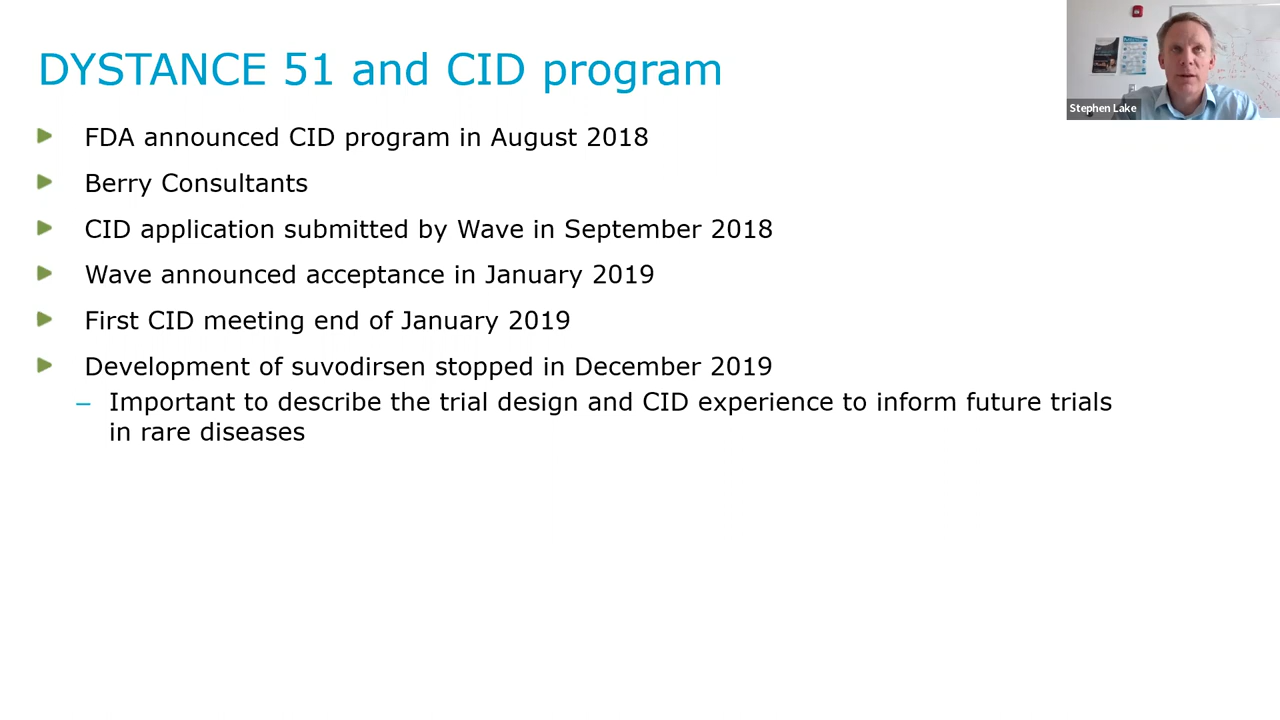 DYSTANCE 51 and CID program
Stephen Lake
FDA announced CID program in August 2018
Berry Consultants
CID application submitted by Wave in September 2018
Wave announced acceptance in January 2019
First CID meeting end of January 2019
Development of suvodirsen stopped in December 2019
– Important to describe the trial design and CID experience to inform future trials
in rare diseases